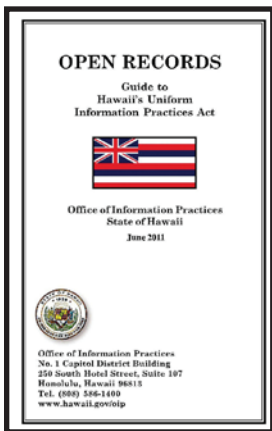 OPEN RECORDS
Guide to
Hawaii's Uniform
Information Practices Act
Office of Information Practices
State of Hawaii
June 2011
Office of Information Practices
No. 1 Capitol District Building
250 South Hotel Street, Suite 107
Honolulu, Hawaii 96813
Tel. (808) 586-1400
www.hawaii.gov/oip